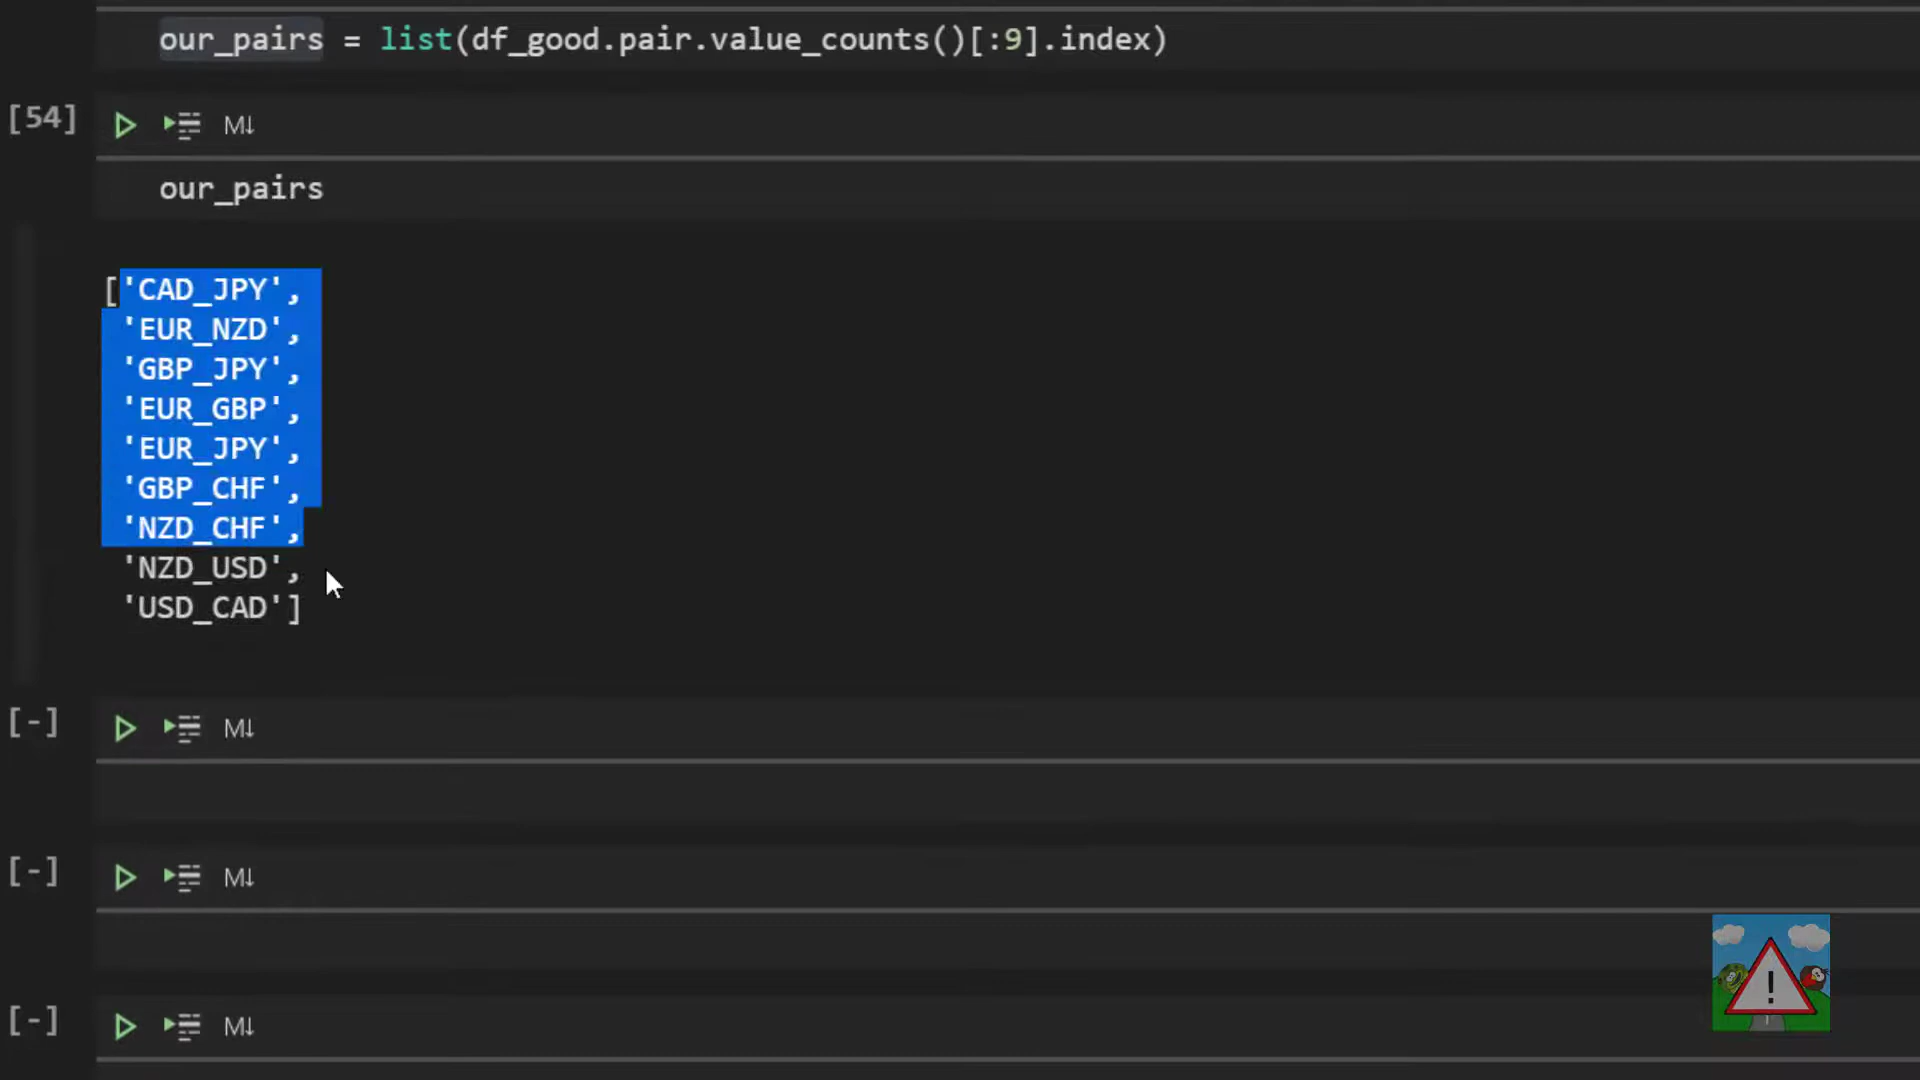 our_pairs = list(df_good.pair.value_counts()[:9].index)
[54]
M↓
our_pairs
['CAD_JPY',
'EUR_NZD',
'GBP_JPY',
'EUR_GBP',
'EUR_JPY',
'GBP_CHF',
'NZD_CHF',
'NZD_USD',
'USD_CAD']
[-]
M↓
[-]
M↓
[-]
M↓
!